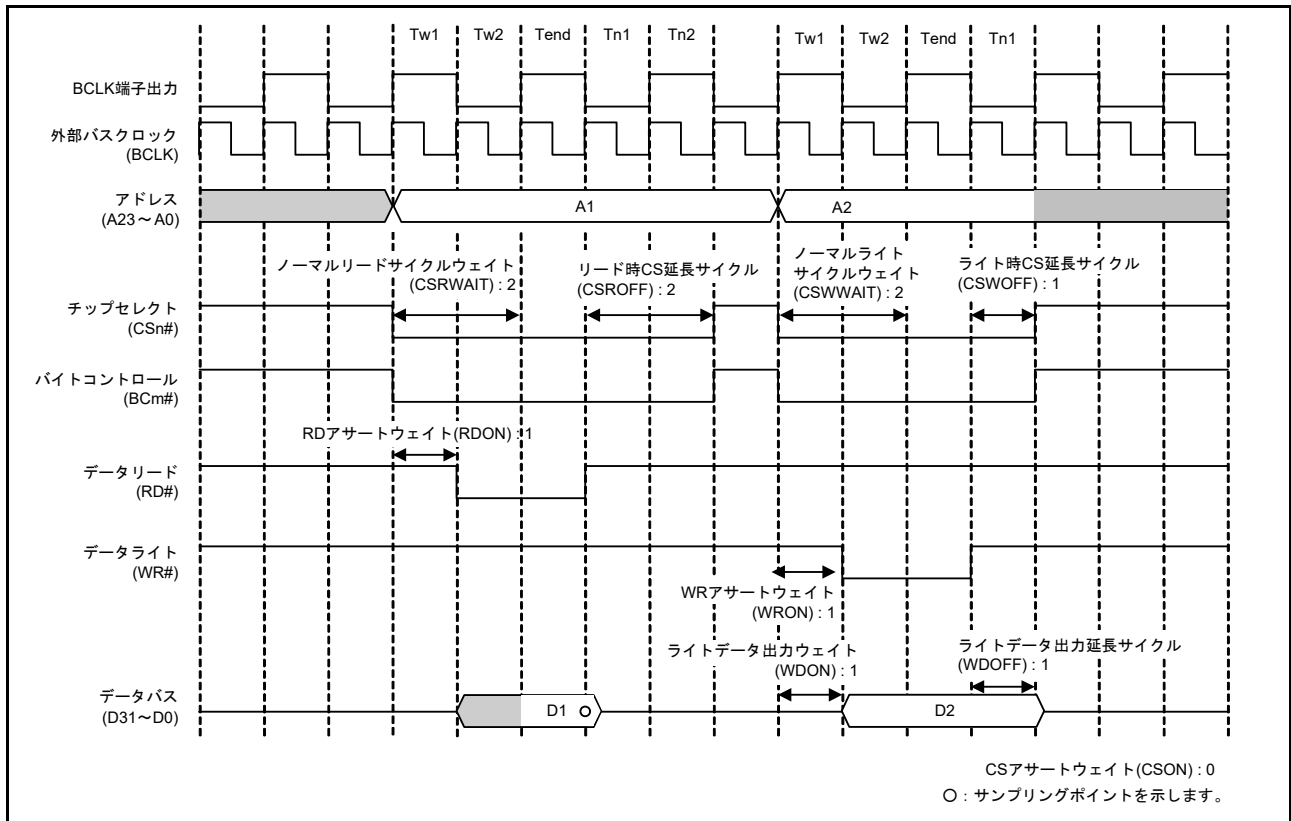 Tw1 Tw2 Tend Tn1 Tn2 Tw1 Tw2 Tend Tn1
BCLK端子出力
外部バスクロック
(BCLK)
アドレス
(A23～A0)
A1
A2
ノーマルリードサイクルウェイト
(CSRWAIT) : 2
リード時CS延長サイクル
(CSROFF) : 2
ノーマルライト
サイクルウェイト
(CSWWAIT) : 2
ライト時CS延長サイクル
(CSWOFF) : 1
チップセレクト
(CSn#)
バイトコントロール
(BCm#)
RDアサートウェイト(RDON) : 1
データリード
(RD#)
データライト
(WR#)
WRアサートウェイト
(WRON) : 1
ライトデータ出力ウェイト
(WDON) : 1
ライトデータ出力延長サイクル
(WDOFF) : 1
データバス
(D31～D0)
D1
D2
CSアサートウェイト(CSON) : 0
○ : サンプリングポイントを示します。